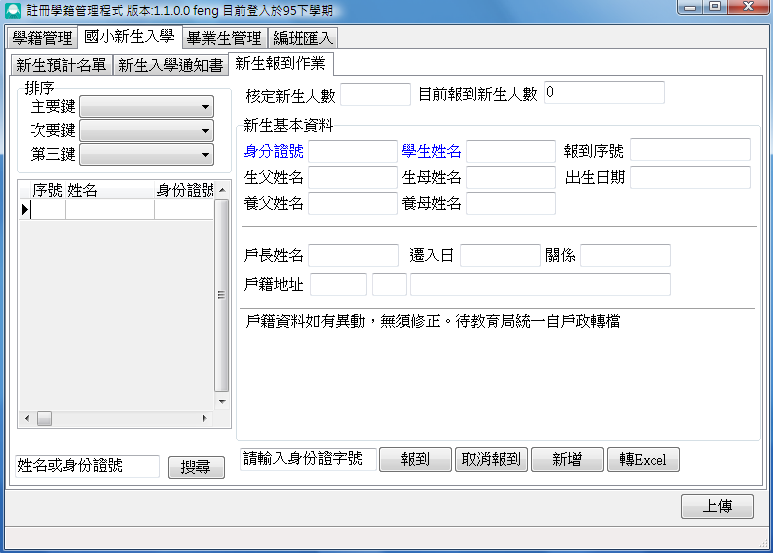 註冊學籍管理程式 版本:1.1.0.0 feng 目前登入於95下學期
學籍管理 國小新生入學 畢業生管理 編班匯入
新生預計名單 新生入學通知書 新生報到作業
排序
主要鍵
次要鍵
第三鍵
序號 姓名 身份證號
姓名或身份證號 搜尋
核定新生人數 目前報到新生人數 0
新生基本資料
身分證號 學生姓名 報到序號
生父姓名 生母姓名 出生日期
養父姓名 養母姓名
戶長姓名 遷入日 關係
戶籍地址
戶籍資料如有異動，無須修正。待教育局統一自戶政轉檔
請輸入身份證字號 報到 取消報到 新增 轉Excel
上傳